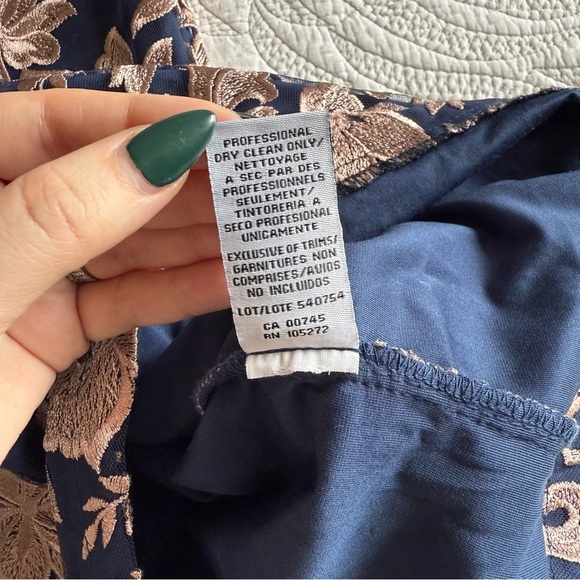 PROFESSIONAL
DRY CLEAN ONLY/
NETTOYAGE
A SEC PAR DES
PROFESSIONNELS
SEULEMENT/
TINTORERIA A
SECO PROFESIONAL
UNICAMENTE
EXCLUSIVE OF TRIMS/
GARNITURES NON
COMPRISES/AVIOS
NO INCLUIDOS
LOT/LOTE 540754
CA 00745
RN 105272